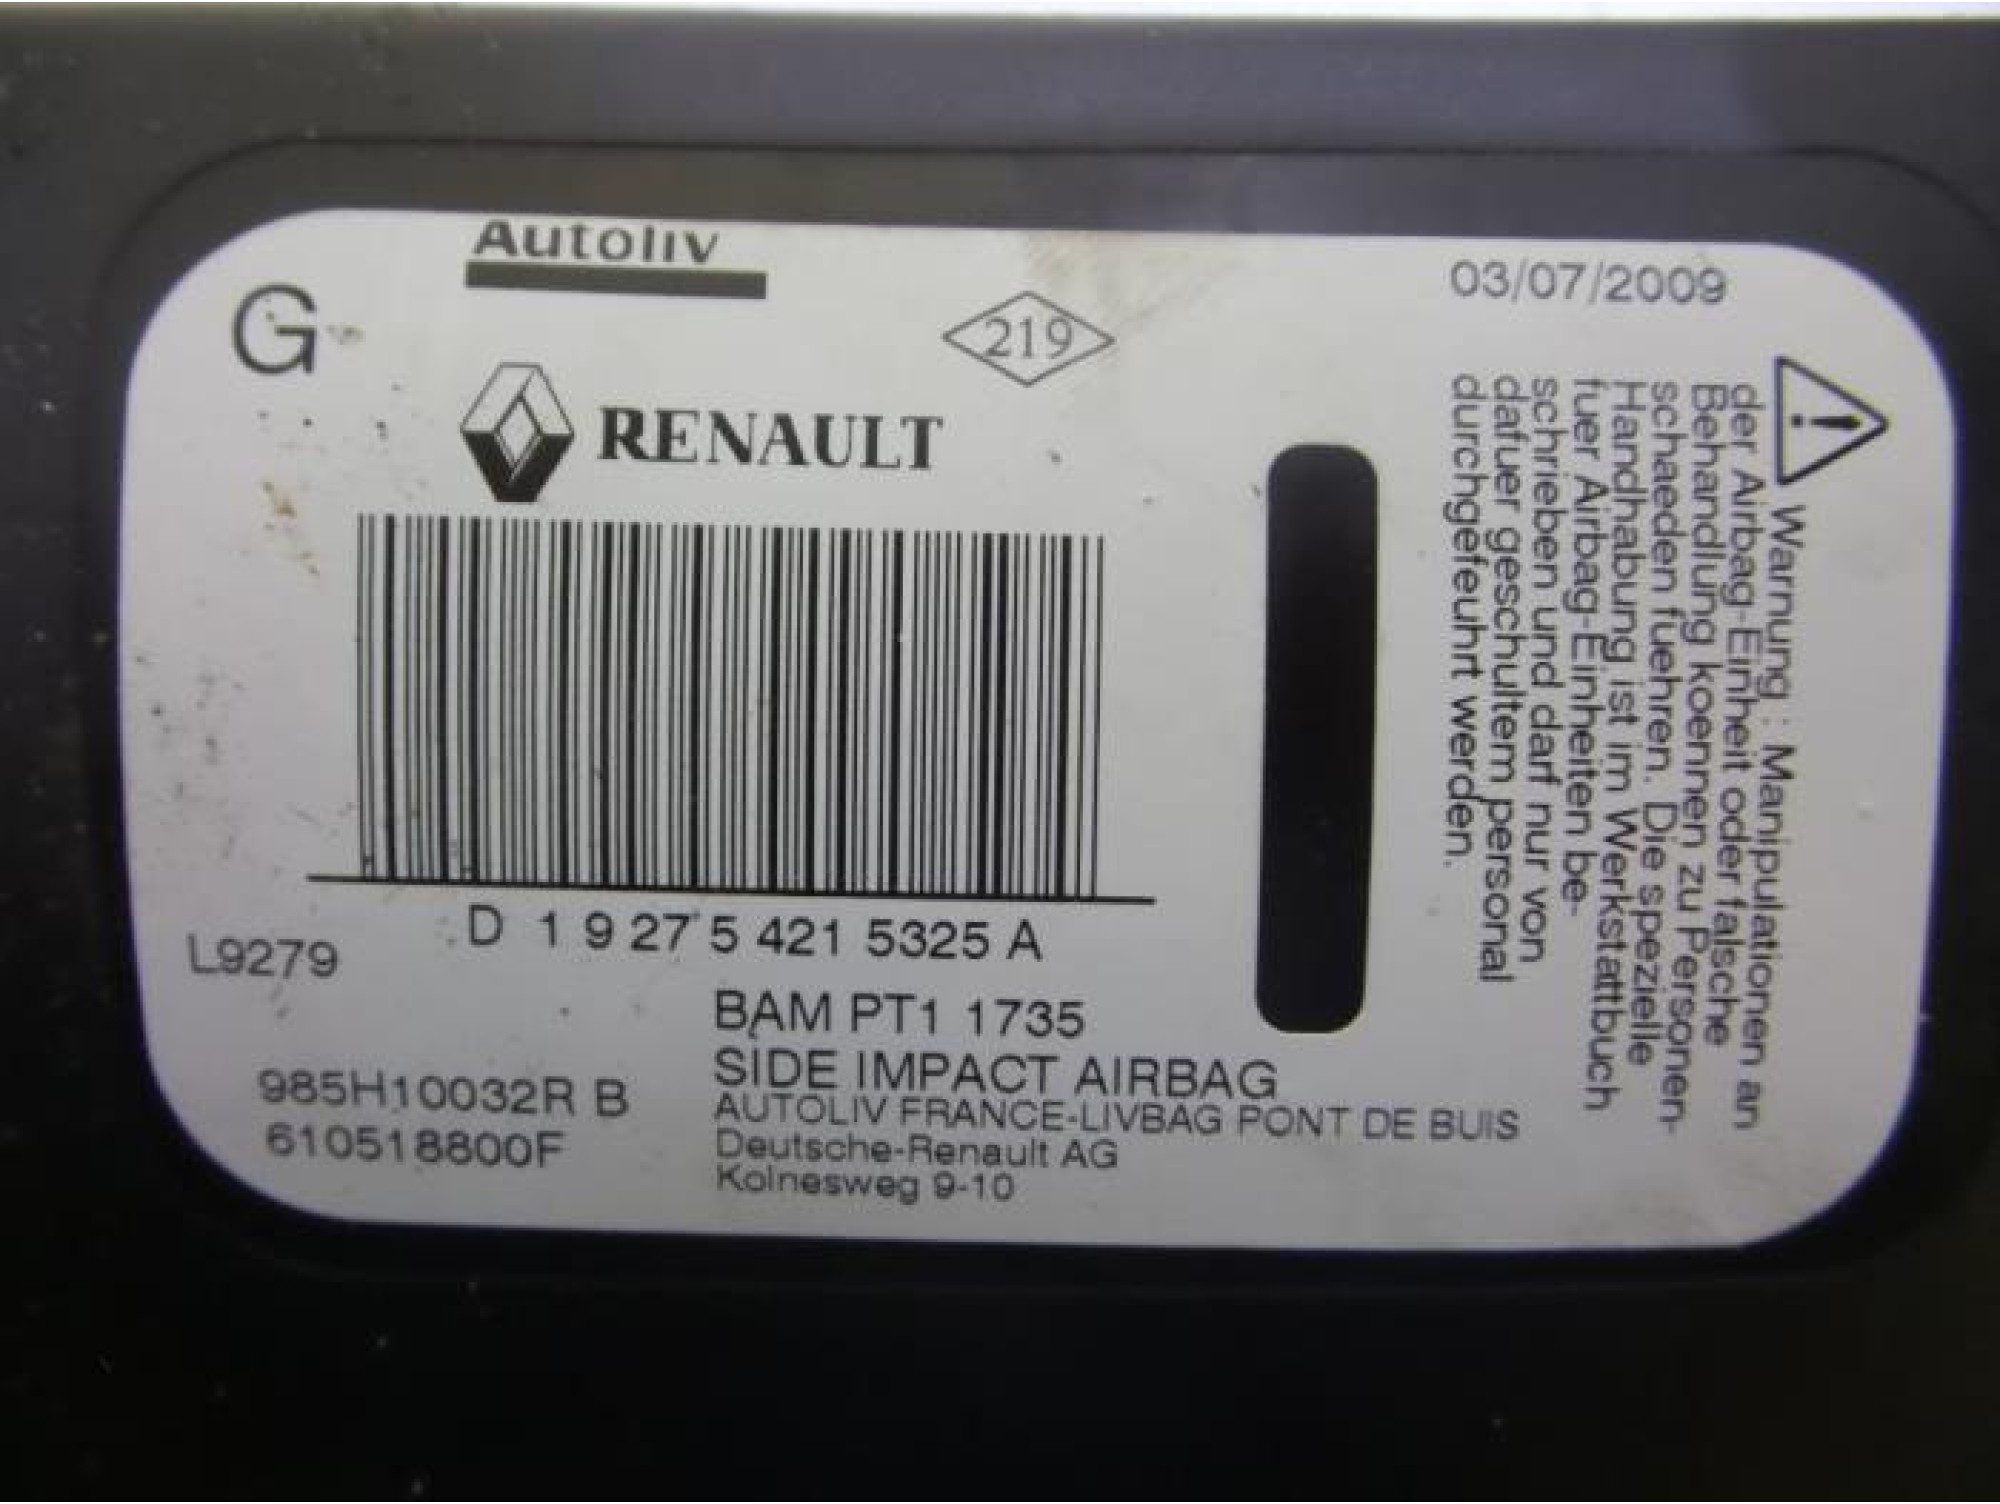 Autoliv
G
219
03/07/2009
RENAULT
D 1 9 27 5 421 5325 A
L9279
BAM PT1 1735
SIDE IMPACT AIRBAG
985H10032R B
AUTOLIV FRANCE-LIVBAG PONT DE BUIS
610518800F
Deutsche-Renault AG
Kolnesweg 9-10
Warnung : Manipulationen an
der Airbag-Einheit oder falsche
Behandlung koennen zu Personen-
schaeden fuehren. Die spezielle
Handhabung ist im Werkstattbuch
fuer Airbag-Einheiten be-
schrieben und darf nur von
dafuer geschultem personal
durchgefeuhrt werden.